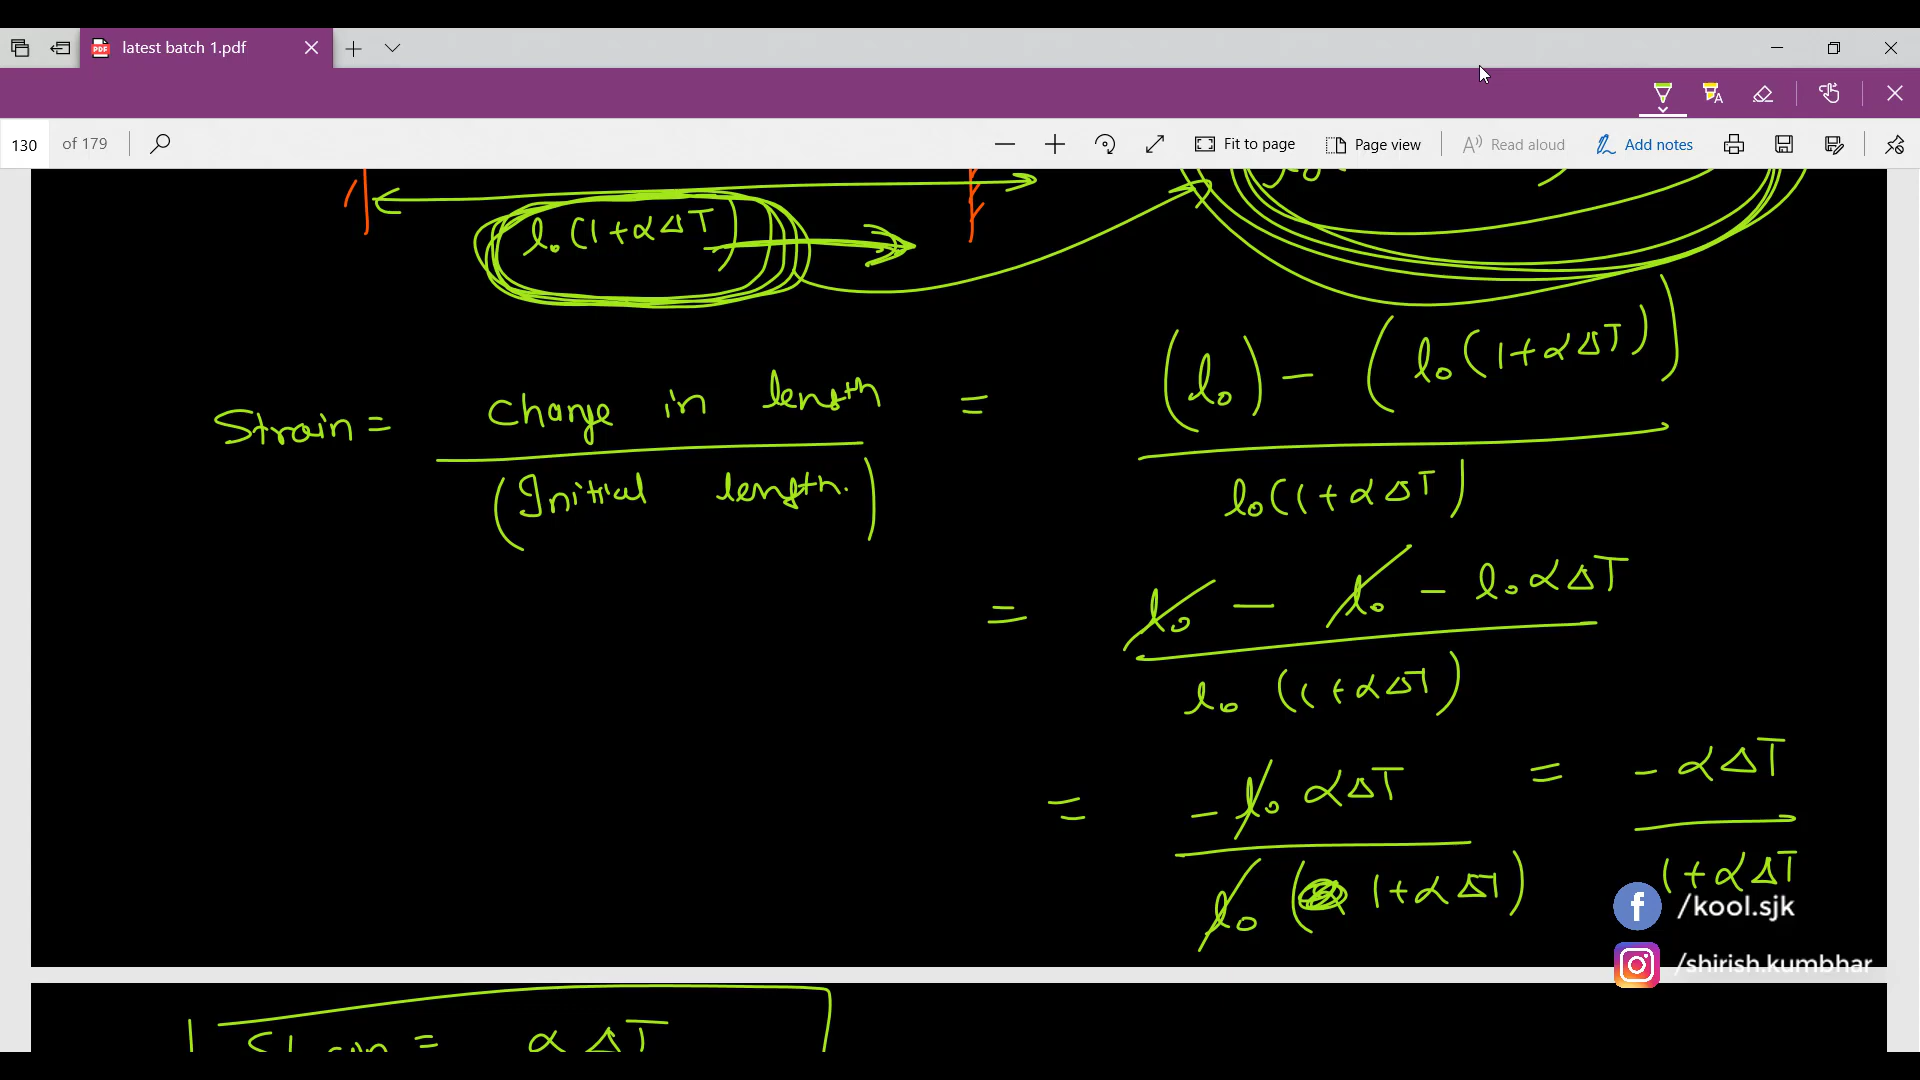 latest batch 1.pdf
130 of 179
Fit to page
Page view
Read aloud
Add notes
l₀(1+αΔT)
Strain = Change in length / (Initial length.) = (l₀) - (l₀(1+αΔT)) / l₀(1+αΔT)
= l₀ - l₀ - l₀αΔT / l₀(1+αΔT)
= -l₀αΔT / l₀(1+αΔT) = -αΔT / 1+αΔT
/kool.sjk
/shirish.kumbhar
Strain = αΔT